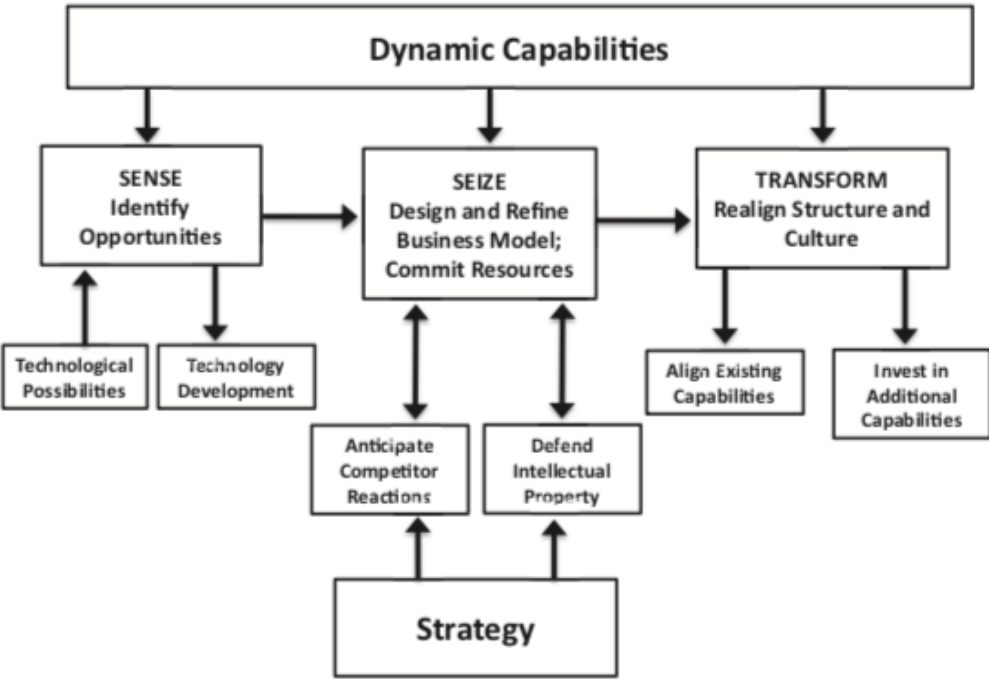 Dynamic Capabilities
SENSE
Identify
Opportunities
SEIZE
Design and Refine
Business Model;
Commit Resources
TRANSFORM
Realign Structure and
Culture
Technological
Possibilities
Technology
Development
Align Existing
Capabilities
Invest in
Additional
Capabilities
Anticipate
Competitor
Reactions
Defend
Intellectual
Property
Strategy